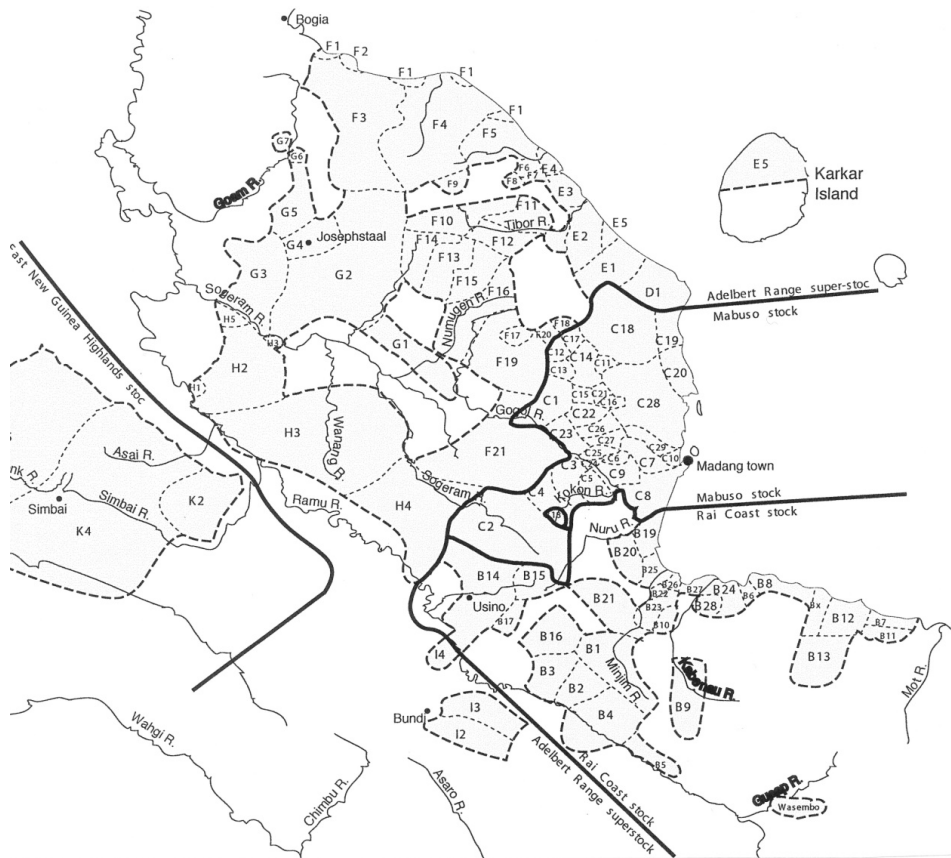 Bogia
F1
F2
F1
F1
F1
F3
F4
F5
G7
G6
F6
F7
E4
F8
F9
E3
E5
Karkar
Island
Goam R.
G5
F11
F10
Tibor R.
E5
G4
Josephstaal
F14
F12
E2
F13
G3
G2
F15
E1
F16
D1
Adelbert Range super-stoc
Mabuso stock
East New Guinea Highlands stoc
Sogeram R.
Numugen R.
H5
H3
G1
F18
F17
F20
C17
C18
C19
C12
C14
C11
C13
F19
C20
H2
H1
C1
C15
C21
C16
C28
Gogol R.
C22
C26
C23
C27
C29
C25
C10
H3
Wanang R.
F21
C3
C24
C6
C7
C5
C9
Madang town
Asai R.
Sogeram R.
C4
Kokon R.
C8
nk R.
K2
Ramu R.
H4
Mabuso stock
Rai Coast stock
Simbai
Simbai R.
C2
Nuru R.
B19
K4
B20
B14
B15
B25
B26
B27
B24
B8
Usino
B21
B22
B6
B28
B23
Bx
B12
B7
B17
B10
B11
B16
B1
I4
B3
B13
Minjim R.
Kabenau R.
Mot R.
B2
I3
B9
Bundi
B4
I2
Wahgi R.
B5
Rai Coast stock
Adelbert Range superstock
Gusap R.
Chimbu R.
Asaro R.
Wasembo